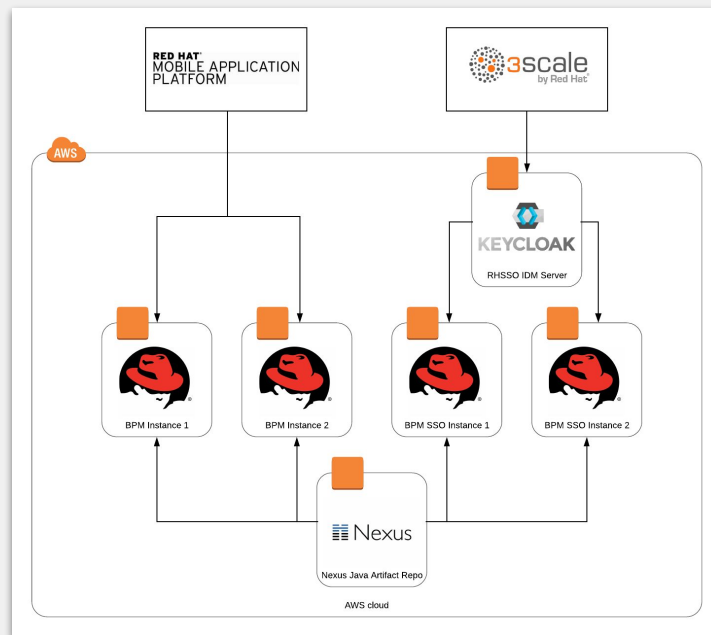 RED HAT®
MOBILE APPLICATION
PLATFORM
3scale
by Red Hat®
AWS
KEYCLOAK
RHSSO IDM Server
BPM Instance 1
BPM Instance 2
BPM SSO Instance 1
BPM SSO Instance 2
Nexus
Nexus Java Artifact Repo
AWS cloud